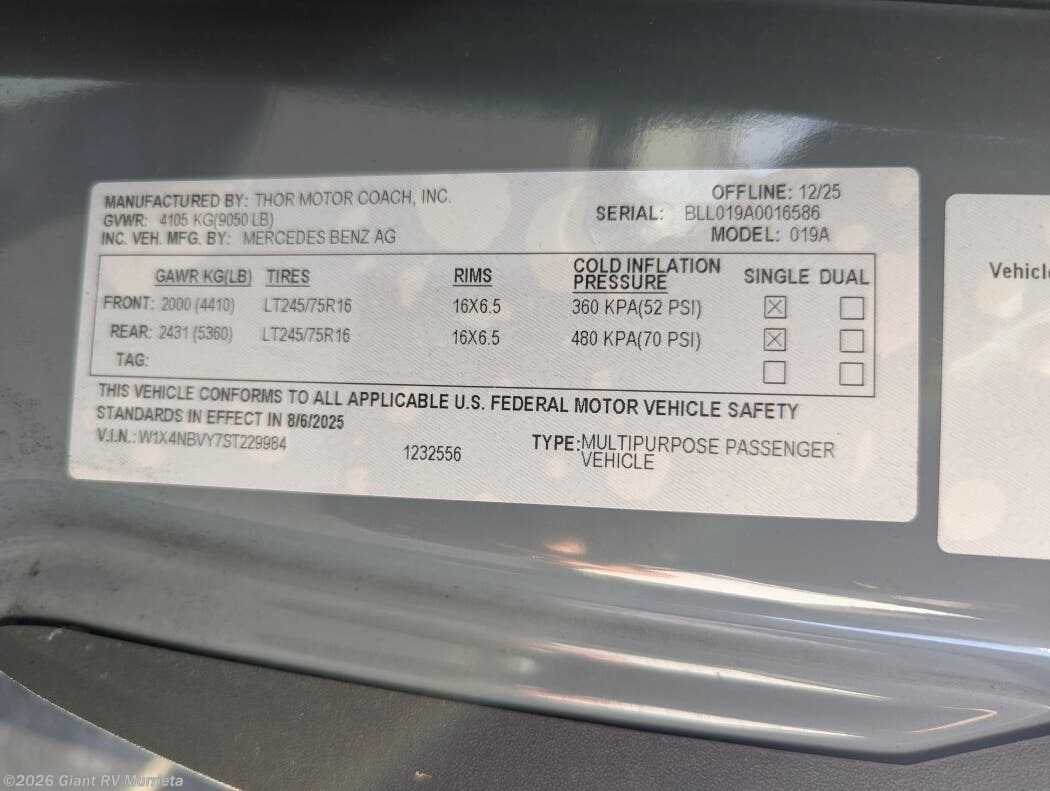 MANUFACTURED BY: THOR MOTOR COACH, INC. OFFLINE: 12/25
GVWR: 4105 KG(9050 LB) SERIAL: BLL019A0016586
INC. VEH. MFG. BY: MERCEDES BENZ AG MODEL: 019A
GAWR KG(LB) TIRES RIMS COLD INFLATION PRESSURE SINGLE DUAL
FRONT: 2000 (4410) LT245/75R16 16X6.5 360 KPA(52 PSI) ☒ ☐
REAR: 2431 (5360) LT245/75R16 16X6.5 480 KPA(70 PSI) ☒ ☐
TAG: ☐ ☐
THIS VEHICLE CONFORMS TO ALL APPLICABLE U.S. FEDERAL MOTOR VEHICLE SAFETY
STANDARDS IN EFFECT IN 8/6/2025
V.I.N.: W1X4NBVY7ST229984 1232556 TYPE: MULTIPURPOSE PASSENGER
VEHICLE
Vehicle
©2026 Giant RV Murrieta